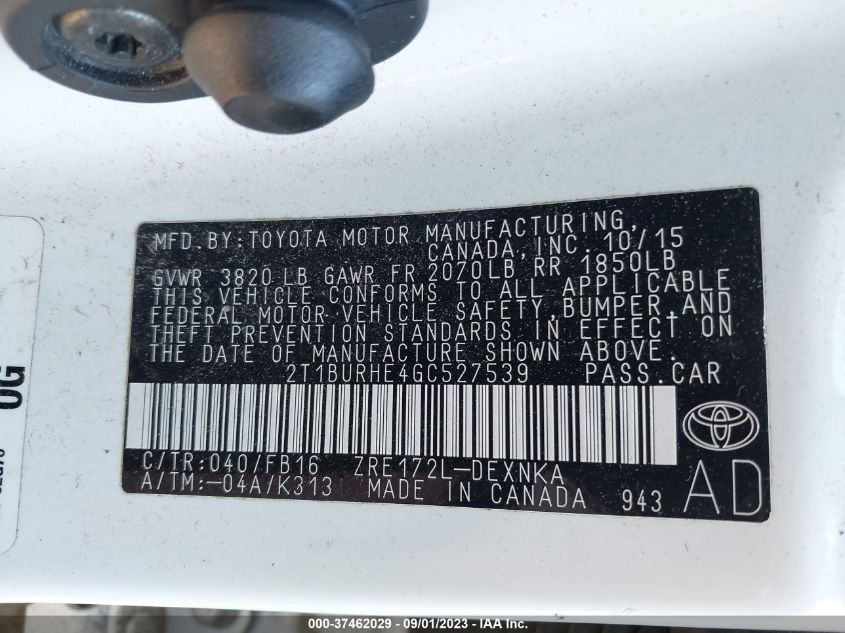 MFD. BY: TOYOTA MOTOR MANUFACTURING,
CANADA, INC. 10/15
GVWR 3820 LB GAWR FR 2070LB RR 1850LB
THIS VEHICLE CONFORMS TO ALL APPLICABLE
FEDERAL MOTOR VEHICLE SAFETY, BUMPER, AND
THEFT PREVENTION STANDARDS IN EFFECT ON
THE DATE OF MANUFACTURE SHOWN ABOVE.
2T1BURHE4GC527539 PASS. CAR
C/TR: 040/FB16 ZRE172L-DEXNKA
A/TM: -04A/K313 MADE IN CANADA 943 AD
OG
000-37462029 - 09/01/2023 - IAA Inc.